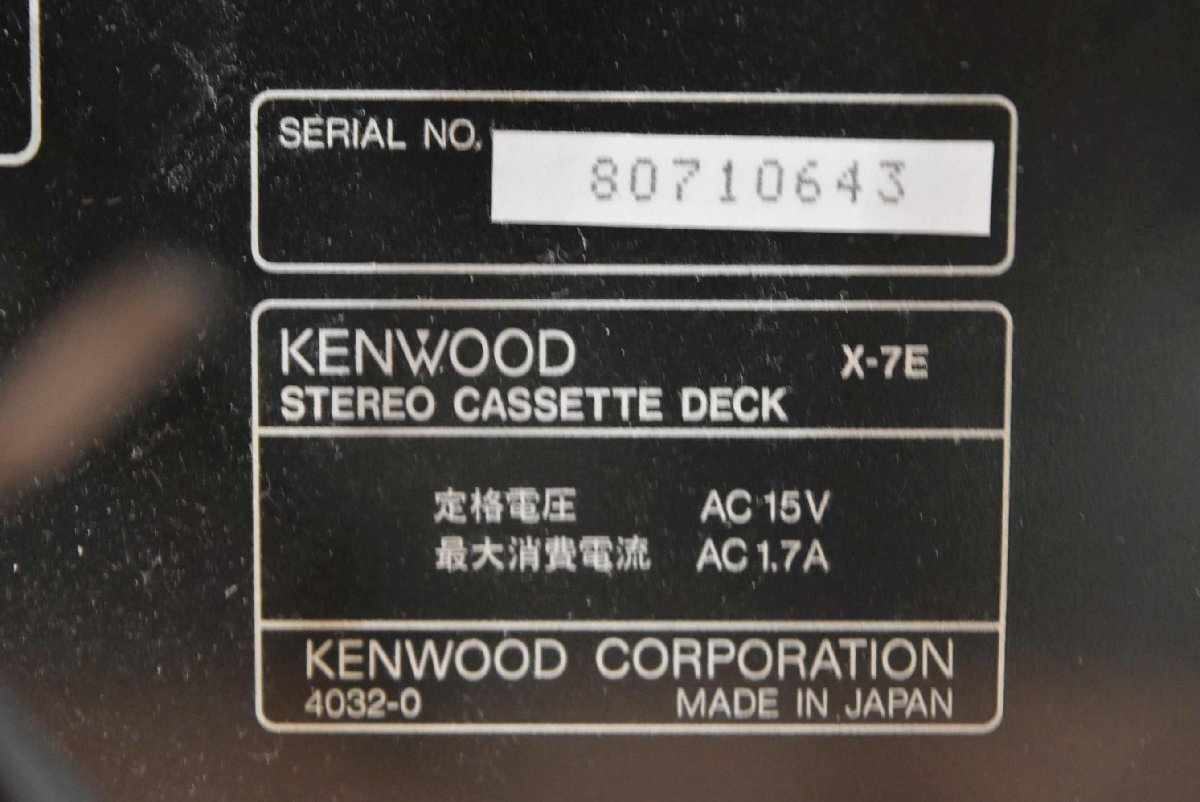 SERIAL NO. 80710643
KENWOOD X-7E
STEREO CASSETTE DECK
定格電圧 AC 15V
最大消費電流 AC 1.7A
KENWOOD CORPORATION
4032-0 MADE IN JAPAN